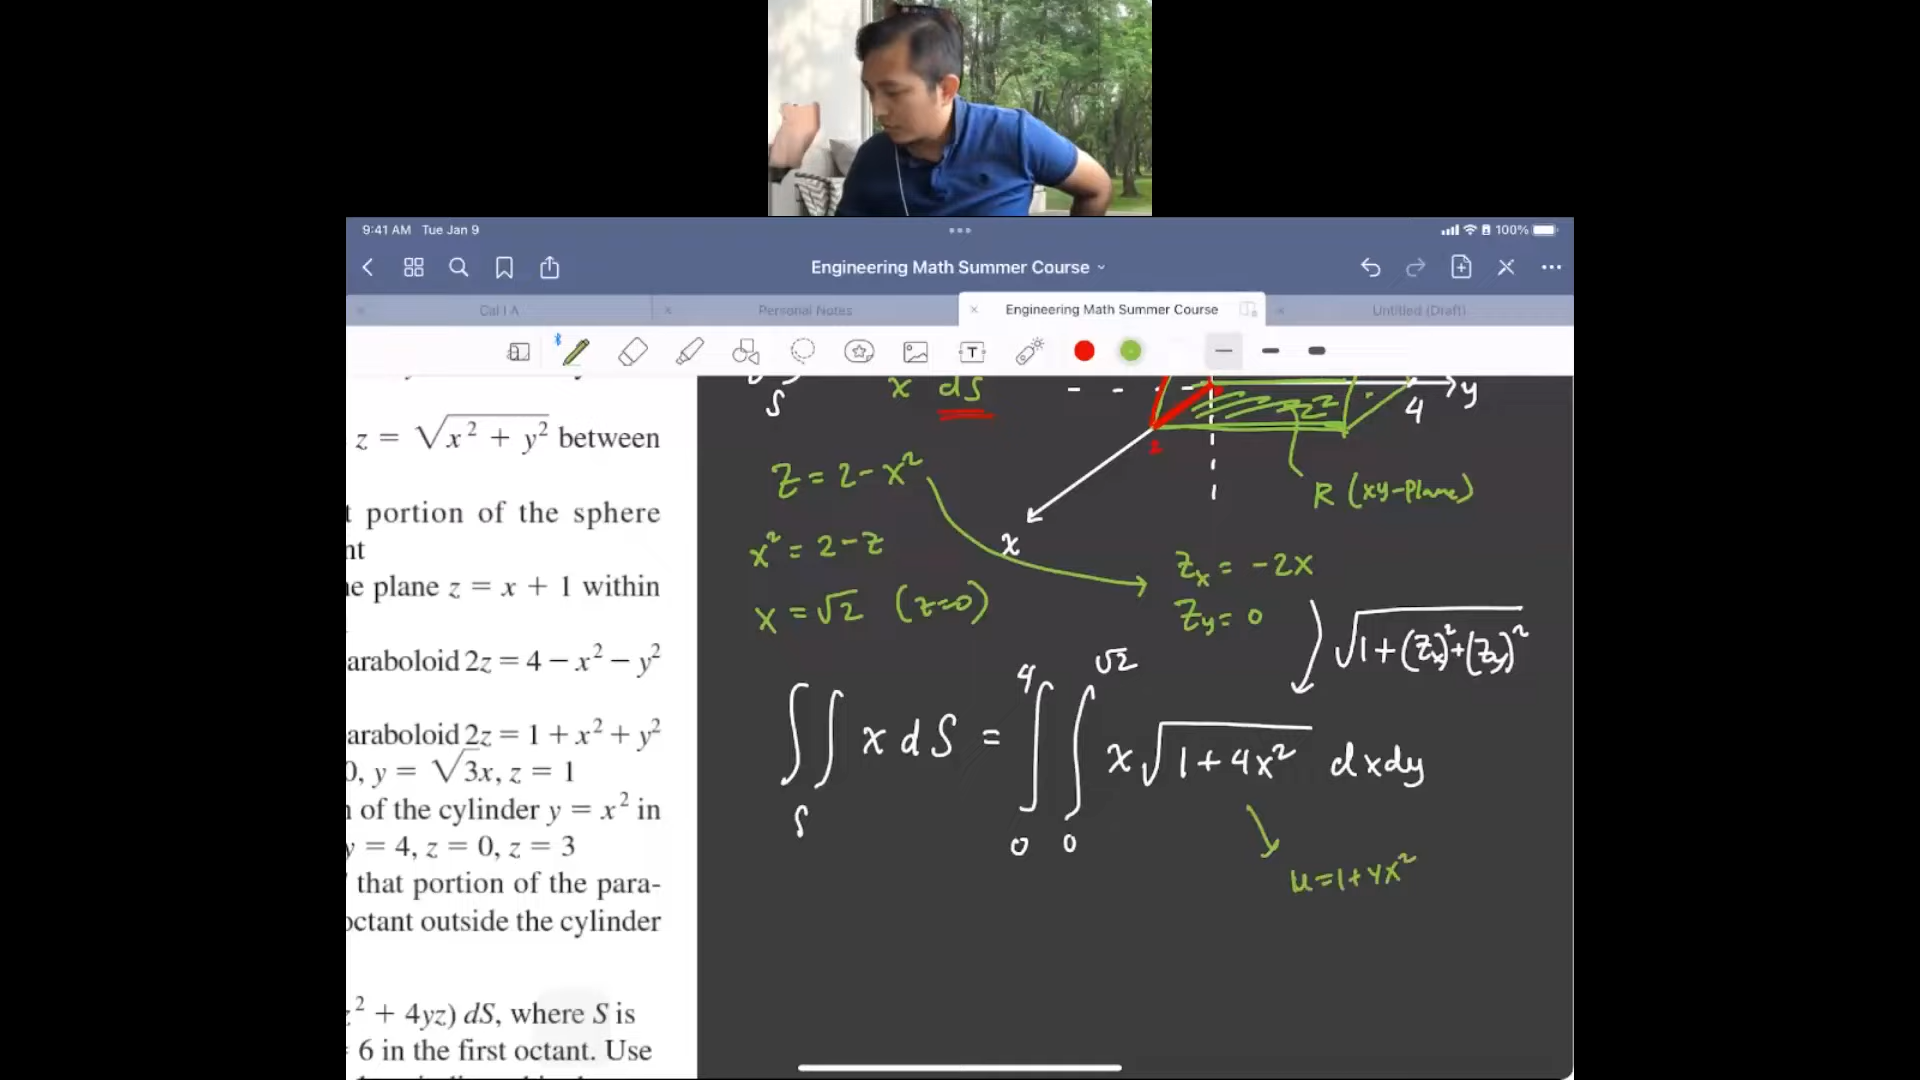 9:41 AM Tue Jan 9
100%
Engineering Math Summer Course
Cal I A
Personal Notes
Engineering Math Summer Course
Untitled (Draft)
T
z = √x² + y² between
t portion of the sphere
nt
e plane z = x + 1 within
araboloid 2z = 4 − x² − y²
araboloid 2z = 1 + x² + y²
0, y = √3x, z = 1
of the cylinder y = x² in
y = 4, z = 0, z = 3
that portion of the para-
octant outside the cylinder
² + 4yz) dS, where S is
6 in the first octant. Use
S
x dS
4
y
R (xy-Plane)
x
z = 2 - x²
x² = 2 - z
x = √2 (z=0)
Zx = -2x
Zy = 0
√1 + (Zx)² + (Zy)²
∫∫ x dS = ∫ ∫ x √1 + 4x² dx dy
S
4
0
√2
0
u = 1 + 4x²